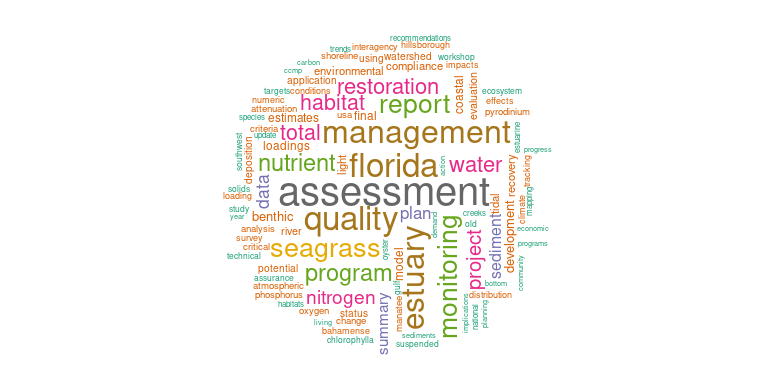 recommendations
trends
interagency
hillsborough
shoreline
using
watershed
workshop
carbon
ccmp
environmental
compliance
impacts
application
restoration
coastal
evaluation
targets
conditions
ecosystem
numeric
habitat
report
effects
attenuation
pyrodinium
species
estimates
usa
final
criteria
total
management
estuarine
update
southwest
loadings
progress
deposition
nutrient
light
florida
action
water
recovery
tracking
solids
loading
data
assessment
tidal
mapping
climate
study
year
benthic
quality
plan
demand
creeks
old
economic
analysis
river
survey
critical
technical
seagrass
oyster
estuary
monitoring
project
sediment
development
programs
community
potential
assurance
program
model
gulf
bottom
atmospheric
phosphorus
nitrogen
distribution
habitats
oxygen
status
summary
manatee
implications
national
planning
living
change
bahamense
chlorophylla
sediments
suspended